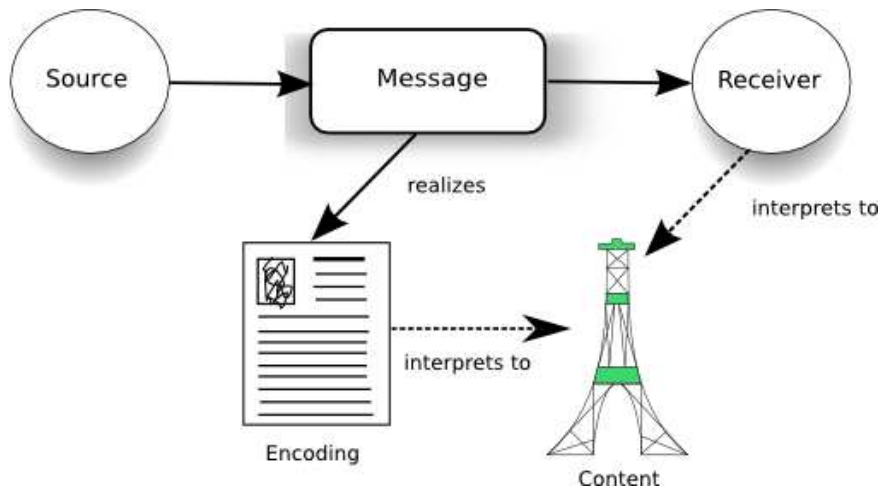 Source
Message
Receiver
realizes
interprets to
interprets to
Encoding
Content